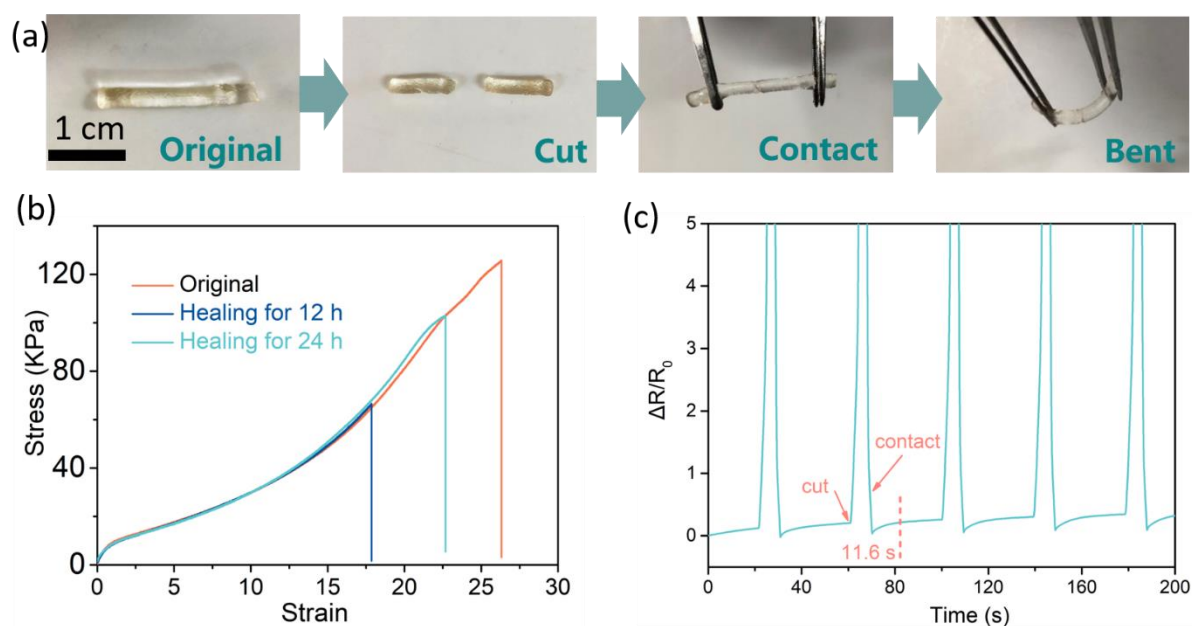 (a)
1 cm
Original
Cut
Contact
Bent
(b)
Stress (KPa)
120
80
40
0
Original
Healing for 12 h
Healing for 24 h
0 5 10 15 20 25 30
Strain
(c)
ΔR/R₀
5
4
3
2
1
0
cut
contact
11.6 s
0 40 80 120 160 200
Time (s)